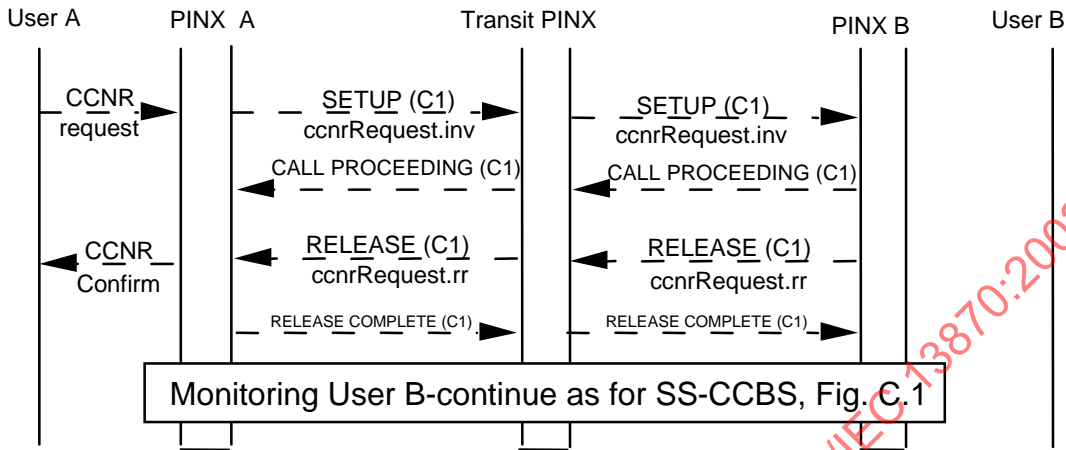 User A PINX A Transit PINX PINX B User B
CCNR SETUP (C1) SETUP (C1)
request ccnrRequest.inv ccnrRequest.inv
CALL PROCEEDING (C1) CALL PROCEEDING (C1)
CCNR RELEASE (C1) RELEASE (C1)
Confirm ccnrRequest.rr ccnrRequest.rr
RELEASE COMPLETE (C1) RELEASE COMPLETE (C1)
Monitoring User B-continue as for SS-CCBS, Fig. C.1